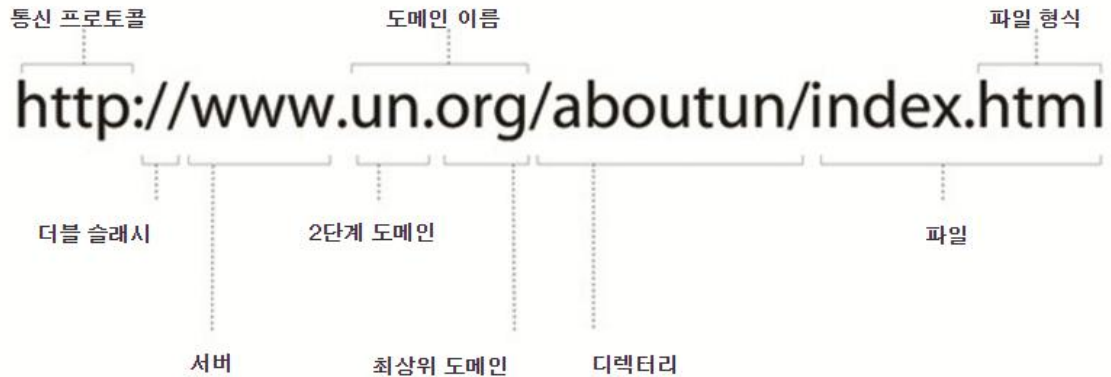 통신 프로토콜 도메인 이름 파일 형식
http://www.un.org/aboutun/index.html
더블 슬래시 2단계 도메인 파일
서버 최상위 도메인 디렉터리